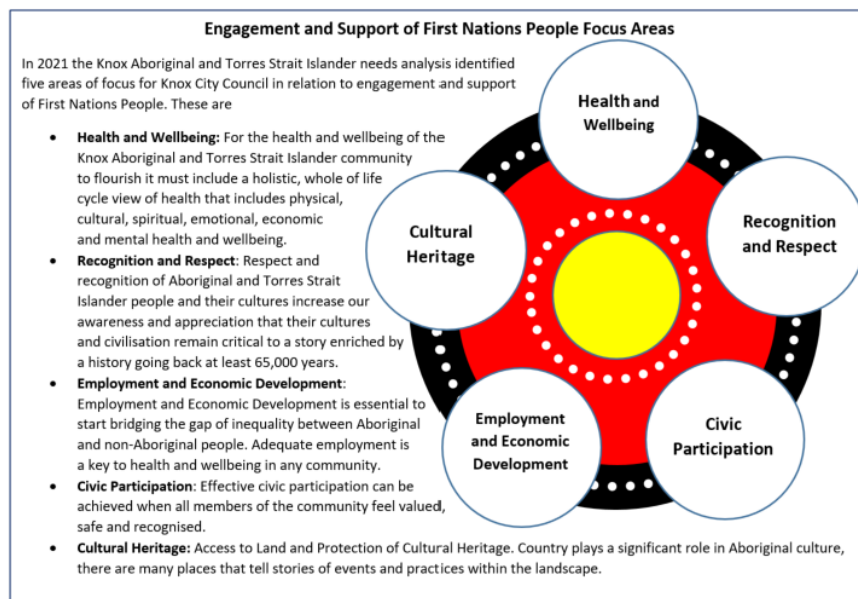 Engagement and Support of First Nations People Focus Areas
In 2021 the Knox Aboriginal and Torres Strait Islander needs analysis identified
five areas of focus for Knox City Council in relation to engagement and support
of First Nations People. These are
• Health and Wellbeing: For the health and wellbeing of the
Knox Aboriginal and Torres Strait Islander community
to flourish it must include a holistic, whole of life
cycle view of health that includes physical,
cultural, spiritual, emotional, economic
and mental health and wellbeing.
• Recognition and Respect: Respect and
recognition of Aboriginal and Torres Strait
Islander people and their cultures increase our
awareness and appreciation that their cultures
and civilisation remain critical to a story enriched by
a history going back at least 65,000 years.
• Employment and Economic Development:
Employment and Economic Development is essential to
start bridging the gap of inequality between Aboriginal
and non-Aboriginal people. Adequate employment is
a key to health and wellbeing in any community.
• Civic Participation: Effective civic participation can be
achieved when all members of the community feel valued,
safe and recognised.
• Cultural Heritage: Access to Land and Protection of Cultural Heritage. Country plays a significant role in Aboriginal culture,
there are many places that tell stories of events and practices within the landscape.
Health and
Wellbeing
Recognition
and Respect
Civic
Participation
Employment
and Economic
Development
Cultural
Heritage